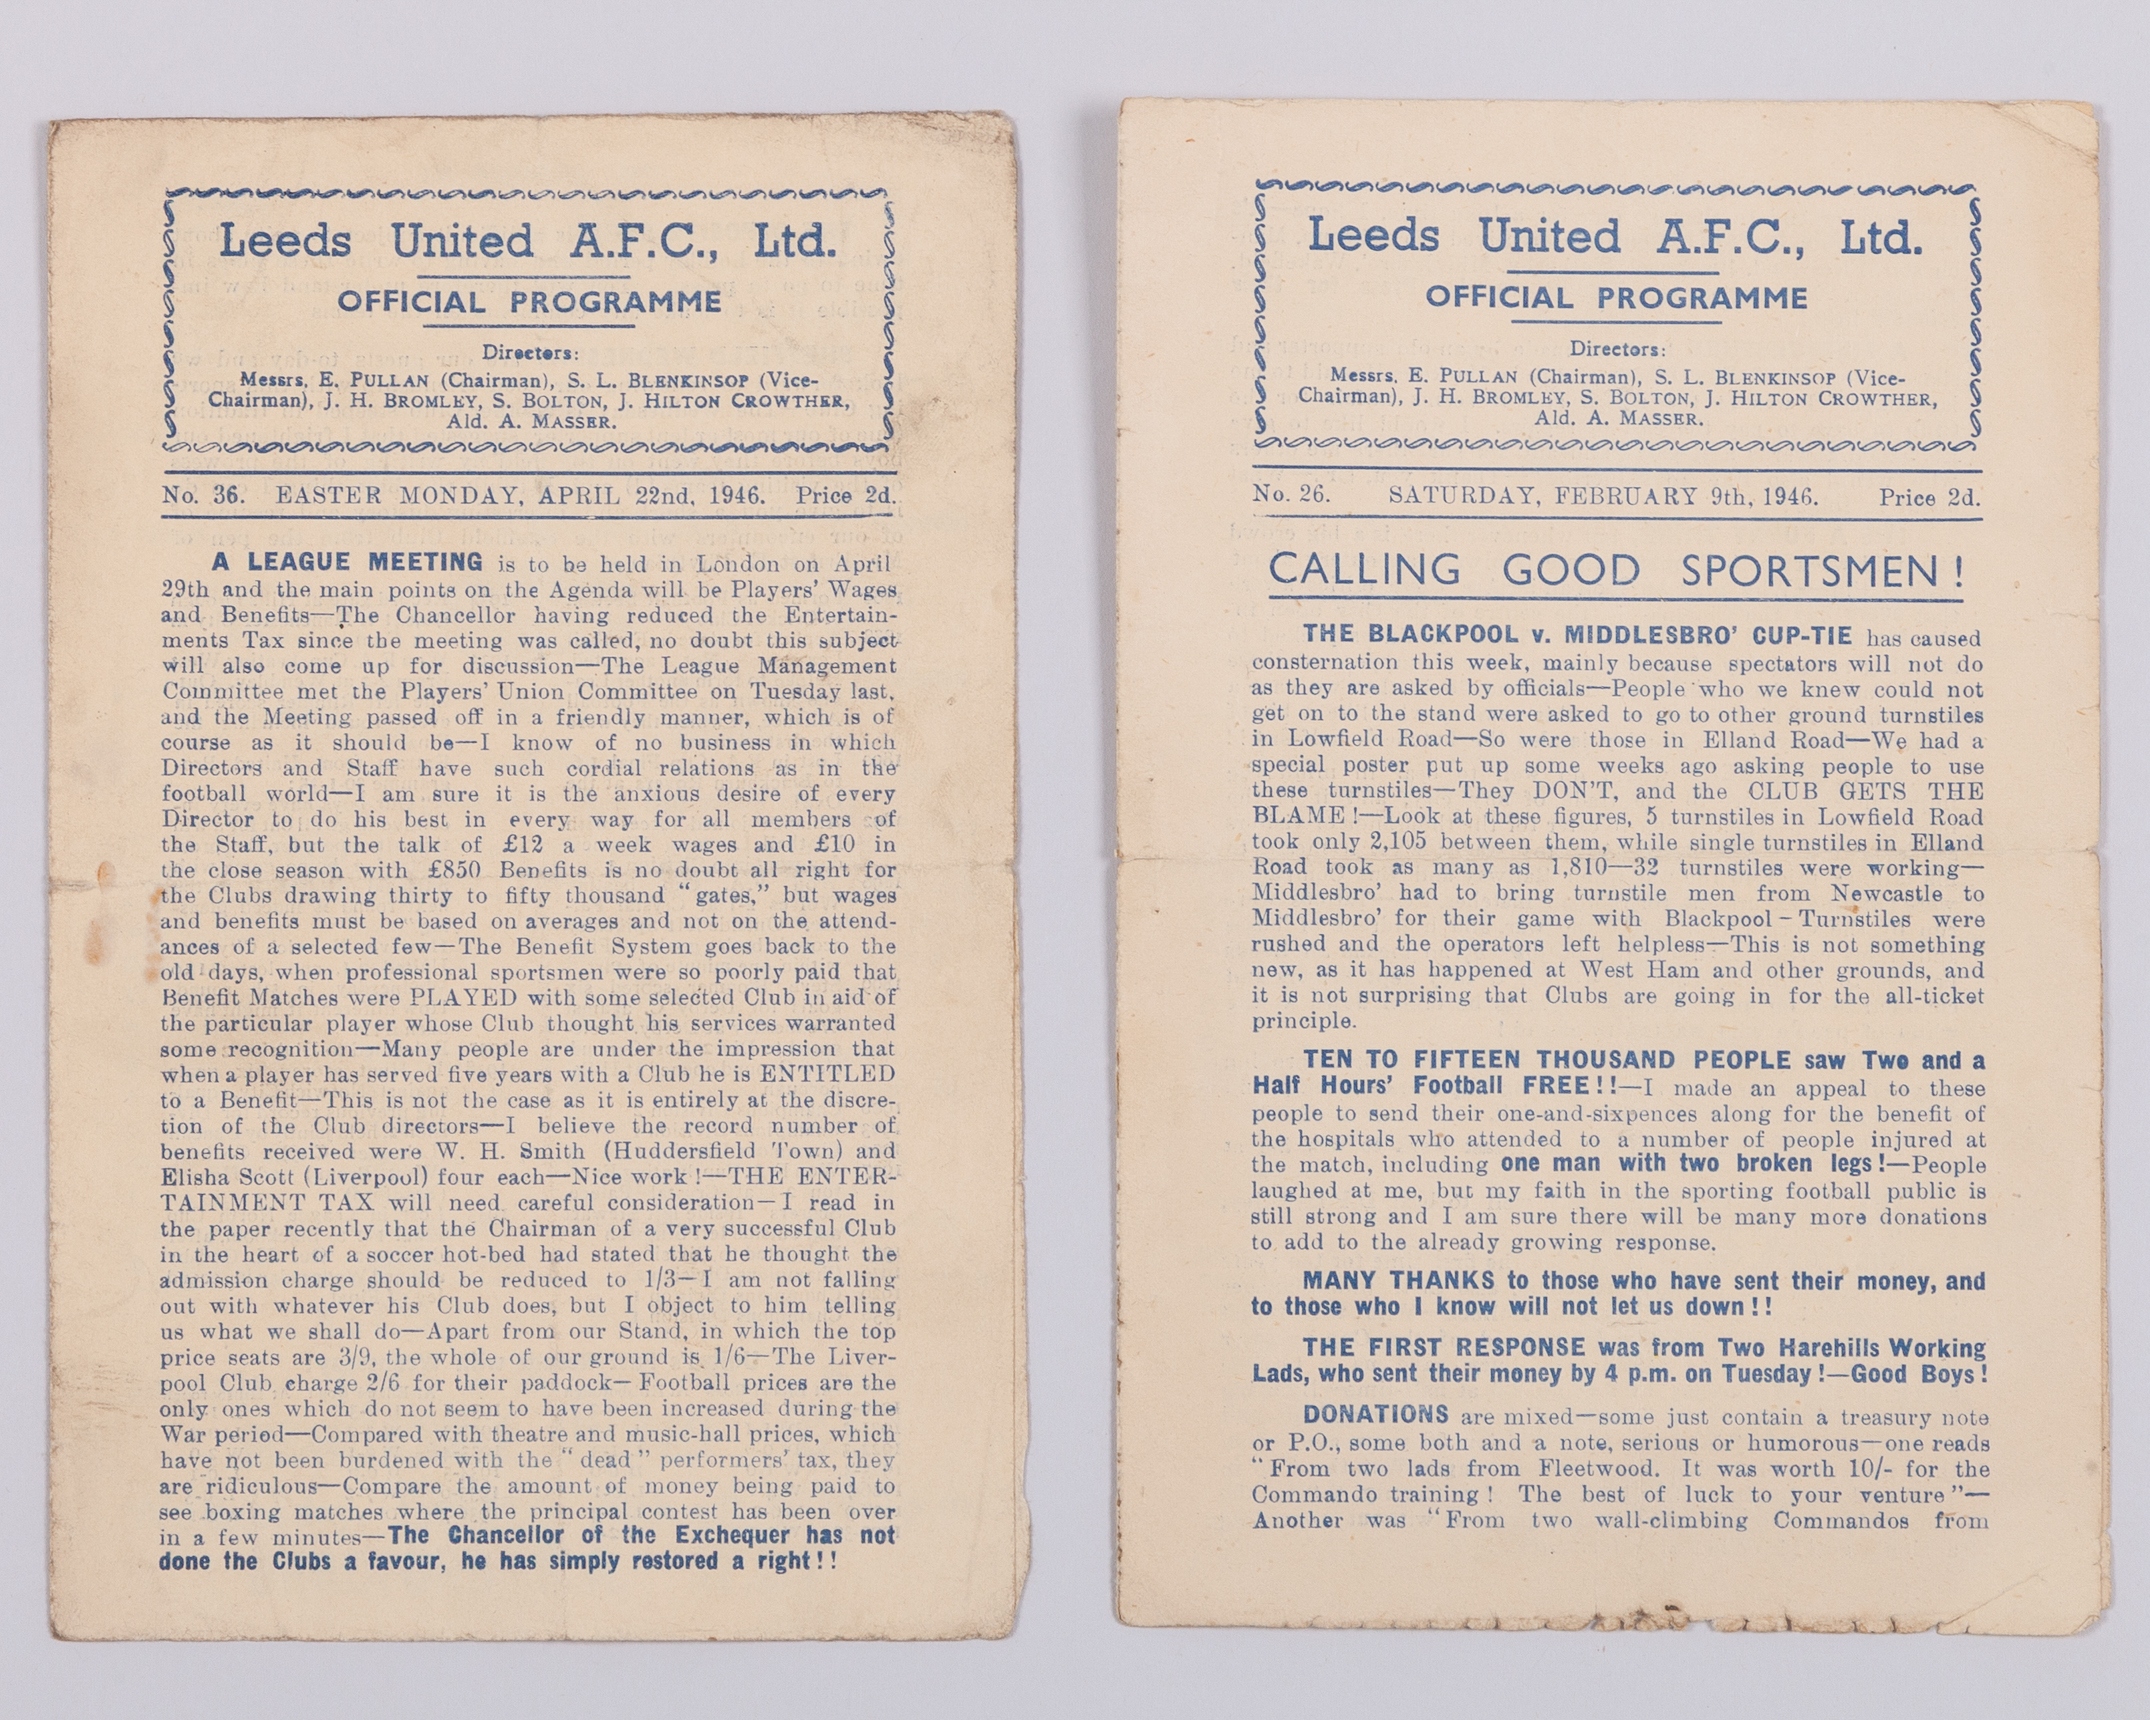 Leeds United A.F.C., Ltd.
OFFICIAL PROGRAMME
Directors:
Messrs. E. PULLAN (Chairman), S. L. BLENKINSOP (Vice-
Chairman), J. H. BROMLEY, S. BOLTON, J. HILTON CROWTHER,
Ald. A. MASSER.
No. 36. EASTER MONDAY, APRIL 22nd, 1946. Price 2d.
A LEAGUE MEETING is to be held in London on April
29th and the main points on the Agenda will be Players' Wages
and Benefits—The Chancellor having reduced the Entertain-
ments Tax since the meeting was called, no doubt this subject
will also come up for discussion—The League Management
Committee met the Players' Union Committee on Tuesday last,
and the Meeting passed off in a friendly manner, which is of
course as it should be—I know of no business in which
Directors and Staff have such cordial relations as in the
football world—I am sure it is the anxious desire of every
Director to do his best in every way for all members of
the Staff, but the talk of £12 a week wages and £10 in
the close season with £850 Benefits is no doubt all right for
the Clubs drawing thirty to fifty thousand "gates," but wages
and benefits must be based on averages and not on the attend-
ances of a selected few—The Benefit System goes back to the
old days, when professional sportsmen were so poorly paid that
Benefit Matches were PLAYED with some selected Club in aid of
the particular player whose Club thought his services warranted
some recognition—Many people are under the impression that
when a player has served five years with a Club he is ENTITLED
to a Benefit—This is not the case as it is entirely at the discre-
tion of the Club directors—I believe the record number of
benefits received were W. H. Smith (Huddersfield Town) and
Elisha Scott (Liverpool) four each—Nice work !—THE ENTER-
TAINMENT TAX will need careful consideration—I read in
the paper recently that the Chairman of a very successful Club
in the heart of a soccer hot-bed had stated that he thought the
admission charge should be reduced to 1/3—I am not falling
out with whatever his Club does, but I object to him telling
us what we shall do—Apart from our Stand, in which the top
price seats are 3/9, the whole of our ground is 1/6—The Liver-
pool Club charge 2/6 for their paddock—Football prices are the
only ones which do not seem to have been increased during the
War period—Compared with theatre and music-hall prices, which
have not been burdened with the "dead" performers' tax, they
are ridiculous—Compare the amount of money being paid to
see boxing matches where the principal contest has been over
in a few minutes—The Chancellor of the Exchequer has not
done the Clubs a favour, he has simply restored a right!!
Leeds United A.F.C., Ltd.
OFFICIAL PROGRAMME
Directors:
Messrs. E. PULLAN (Chairman), S. L. BLENKINSOP (Vice-
Chairman), J. H. BROMLEY, S. BOLTON, J. HILTON CROWTHER,
Ald. A. MASSER.
No. 26. SATURDAY, FEBRUARY 9th, 1946. Price 2d.
CALLING GOOD SPORTSMEN!
THE BLACKPOOL v. MIDDLESBRO' CUP-TIE has caused
consternation this week, mainly because spectators will not do
as they are asked by officials—People who we knew could not
get on to the stand were asked to go to other ground turnstiles
in Lowfield Road—So were those in Elland Road—We had a
special poster put up some weeks ago asking people to use
these turnstiles—They DON'T, and the CLUB GETS THE
BLAME !—Look at these figures, 5 turnstiles in Lowfield Road
took only 2,105 between them, while single turnstiles in Elland
Road took as many as 1,810—32 turnstiles were working—
Middlesbro' had to bring turnstile men from Newcastle to
Middlesbro' for their game with Blackpool – Turnstiles were
rushed and the operators left helpless—This is not something
new, as it has happened at West Ham and other grounds, and
it is not surprising that Clubs are going in for the all-ticket
principle.
TEN TO FIFTEEN THOUSAND PEOPLE saw Two and a
Half Hours' Football FREE!!—I made an appeal to these
people to send their one-and-sixpences along for the benefit of
the hospitals who attended to a number of people injured at
the match, including one man with two broken legs!—People
laughed at me, but my faith in the sporting football public is
still strong and I am sure there will be many more donations
to add to the already growing response.
MANY THANKS to those who have sent their money, and
to those who I know will not let us down!!
THE FIRST RESPONSE was from Two Harehills Working
Lads, who sent their money by 4 p.m. on Tuesday!—Good Boys!
DONATIONS are mixed—some just contain a treasury note
or P.O., some both and a note, serious or humorous—one reads
"From two lads from Fleetwood. It was worth 10/- for the
Commando training ! The best of luck to your venture"—
Another was "From two wall-climbing Commandos from